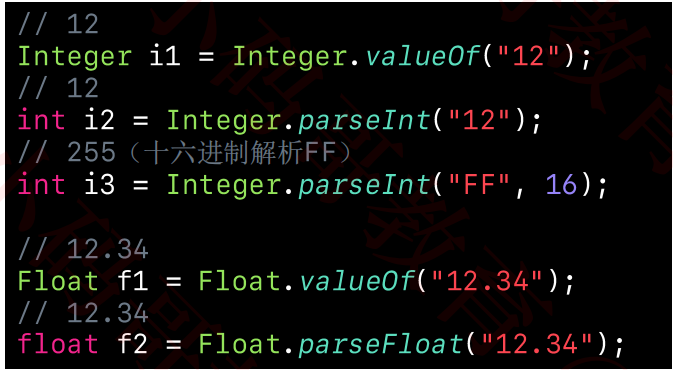 // 12
Integer i1 = Integer.valueOf("12");
// 12
int i2 = Integer.parseInt("12");
// 255（十六进制解析FF）
int i3 = Integer.parseInt("FF", 16);
// 12.34
Float f1 = Float.valueOf("12.34");
// 12.34
float f2 = Float.parseFloat("12.34");